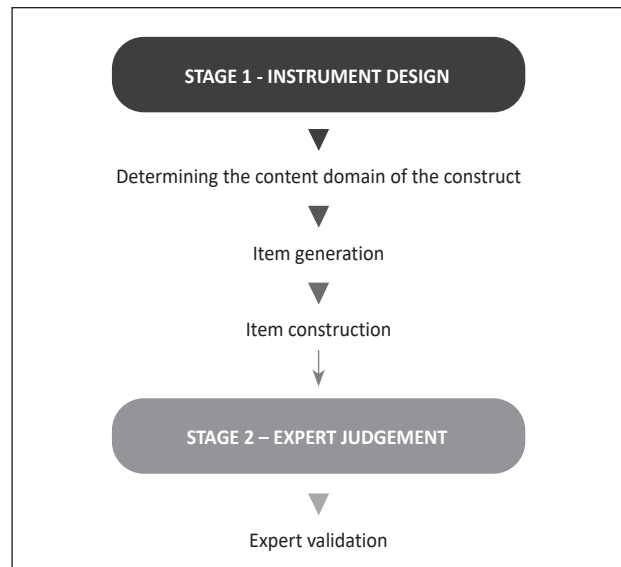 STAGE 1 - INSTRUMENT DESIGN
Determining the content domain of the construct
Item generation
Item construction
STAGE 2 – EXPERT JUDGEMENT
Expert validation